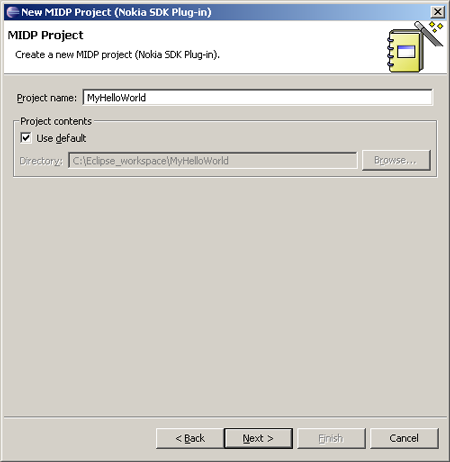 New MIDP Project (Nokia SDK Plug-in)
MIDP Project
Create a new MIDP project (Nokia SDK Plug-in).
Project name: MyHelloWorld
Project contents
Use default
Directory: C:\Eclipse_workspace\MyHelloWorld Browse...
< Back Next > Finish Cancel